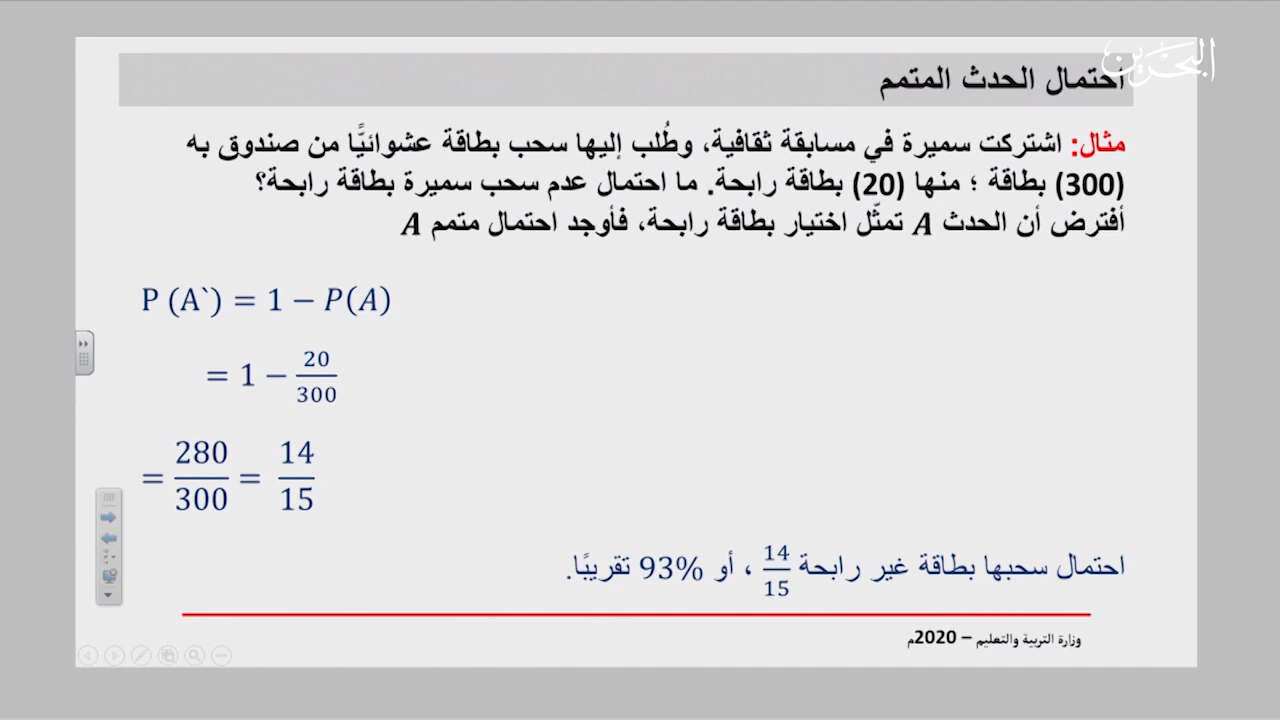 البحرين
احتمال الحدث المتمم
مثال: اشتركت سميرة في مسابقة ثقافية، وطُلب إليها سحب بطاقة عشوائيًّا من صندوق به
(300) بطاقة ؛ منها (20) بطاقة رابحة. ما احتمال عدم سحب سميرة بطاقة رابحة؟
أفترض أن الحدث A تمثّل اختيار بطاقة رابحة، فأوجد احتمال متمم A
P (A`) = 1 − P(A)
= 1 − 20/300
= 280/300 = 14/15
احتمال سحبها بطاقة غير رابحة 14/15 ، أو 93% تقريبًا.
وزارة التربية والتعليم – 2020م